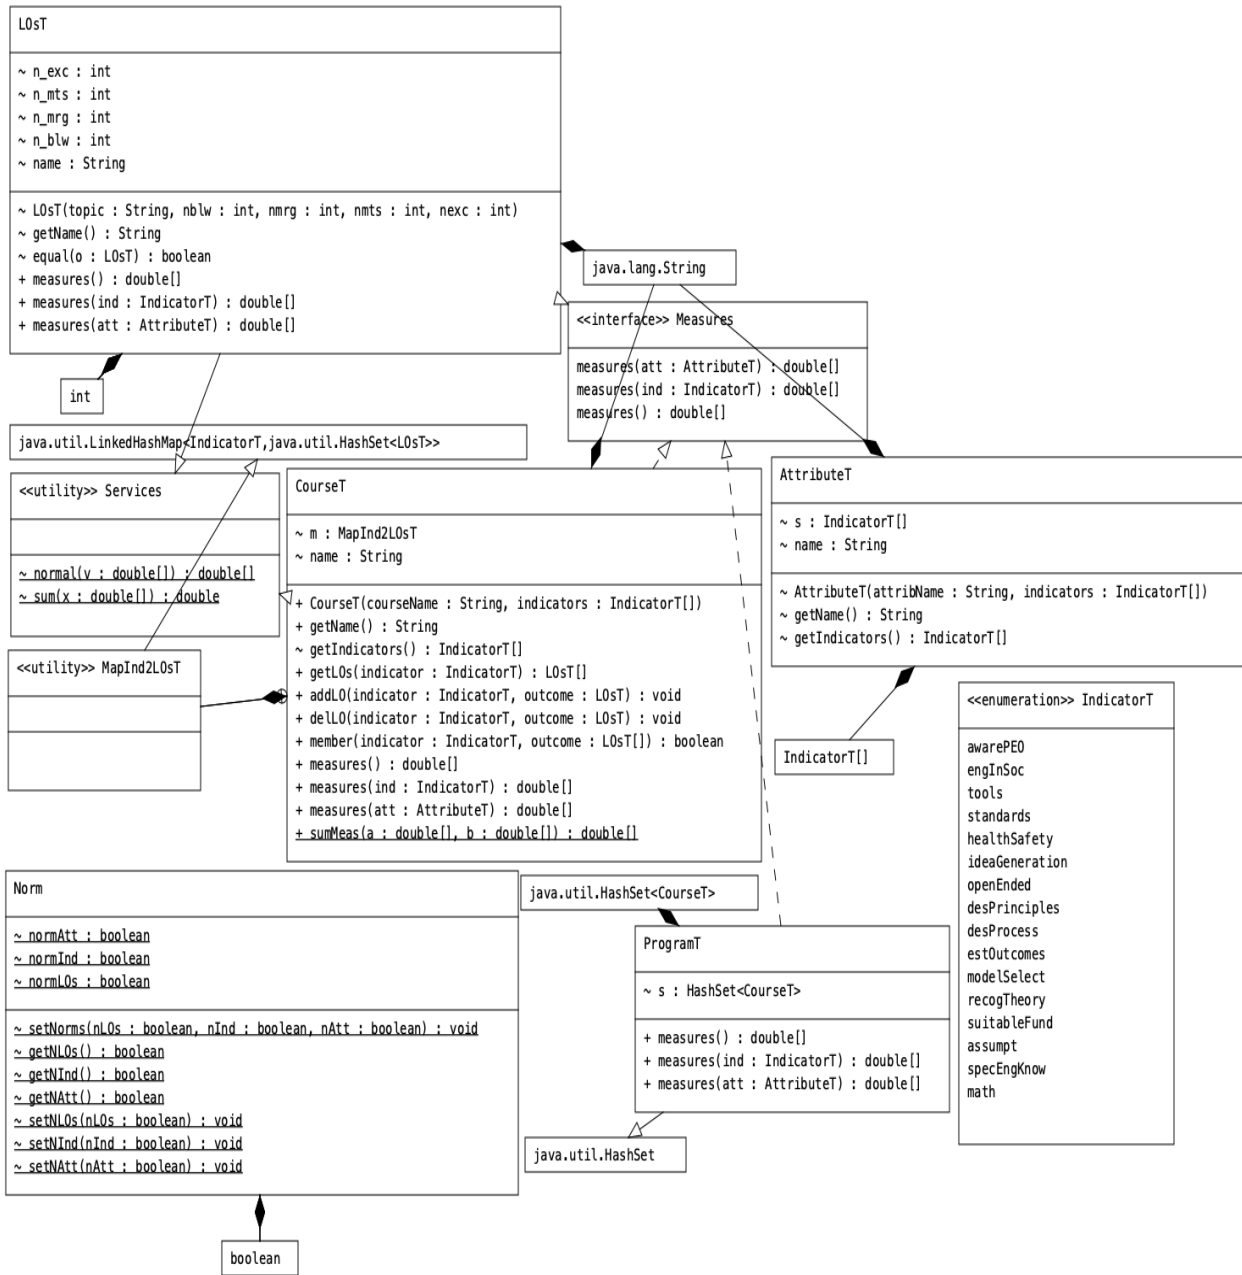 LOsT
~ n_exc : int
~ n_mts : int
~ n_mrg : int
~ n_blw : int
~ name : String
~ LOsT(topic : String, nblw : int, nmrg : int, nmts : int, nexc : int)
~ getName() : String
~ equal(o : LOsT) : boolean
+ measures() : double[]
+ measures(ind : IndicatorT) : double[]
+ measures(att : AttributeT) : double[]
java.lang.String
<<interface>> Measures
measures(att : AttributeT) : double[]
measures(ind : IndicatorT) : double[]
measures() : double[]
int
java.util.LinkedHashMap<IndicatorT,java.util.HashSet<LOsT>>
<<utility>> Services
~ normal(v : double[]) : double[]
~ sum(x : double[]) : double
<<utility>> MapInd2LOsT
CourseT
~ m : MapInd2LOsT
~ name : String
+ CourseT(courseName : String, indicators : IndicatorT[])
+ getName() : String
~ getIndicators() : IndicatorT[]
+ getLOs(indicator : IndicatorT) : LOsT[]
+ addLO(indicator : IndicatorT, outcome : LOsT) : void
+ delLO(indicator : IndicatorT, outcome : LOsT) : void
+ member(indicator : IndicatorT, outcome : LOsT[]) : boolean
+ measures() : double[]
+ measures(ind : IndicatorT) : double[]
+ measures(att : AttributeT) : double[]
+ sumMeas(a : double[], b : double[]) : double[]
AttributeT
~ s : IndicatorT[]
~ name : String
~ AttributeT(attribName : String, indicators : IndicatorT[])
~ getName() : String
~ getIndicators() : IndicatorT[]
IndicatorT[]
<<enumeration>> IndicatorT
awarePEO
engInSoc
tools
standards
healthSafety
ideaGeneration
openEnded
desPrinciples
desProcess
estOutcomes
modelSelect
recogTheory
suitableFund
assumpt
specEngKnow
math
Norm
~ normAtt : boolean
~ normInd : boolean
~ normLOs : boolean
~ setNorms(nLOs : boolean, nInd : boolean, nAtt : boolean) : void
~ getNLOs() : boolean
~ getNInd() : boolean
~ getNAtt() : boolean
~ setNLOs(nLOs : boolean) : void
~ setNInd(nInd : boolean) : void
~ setNAtt(nAtt : boolean) : void
boolean
java.util.HashSet<CourseT>
ProgramT
~ s : HashSet<CourseT>
+ measures() : double[]
+ measures(ind : IndicatorT) : double[]
+ measures(att : AttributeT) : double[]
java.util.HashSet